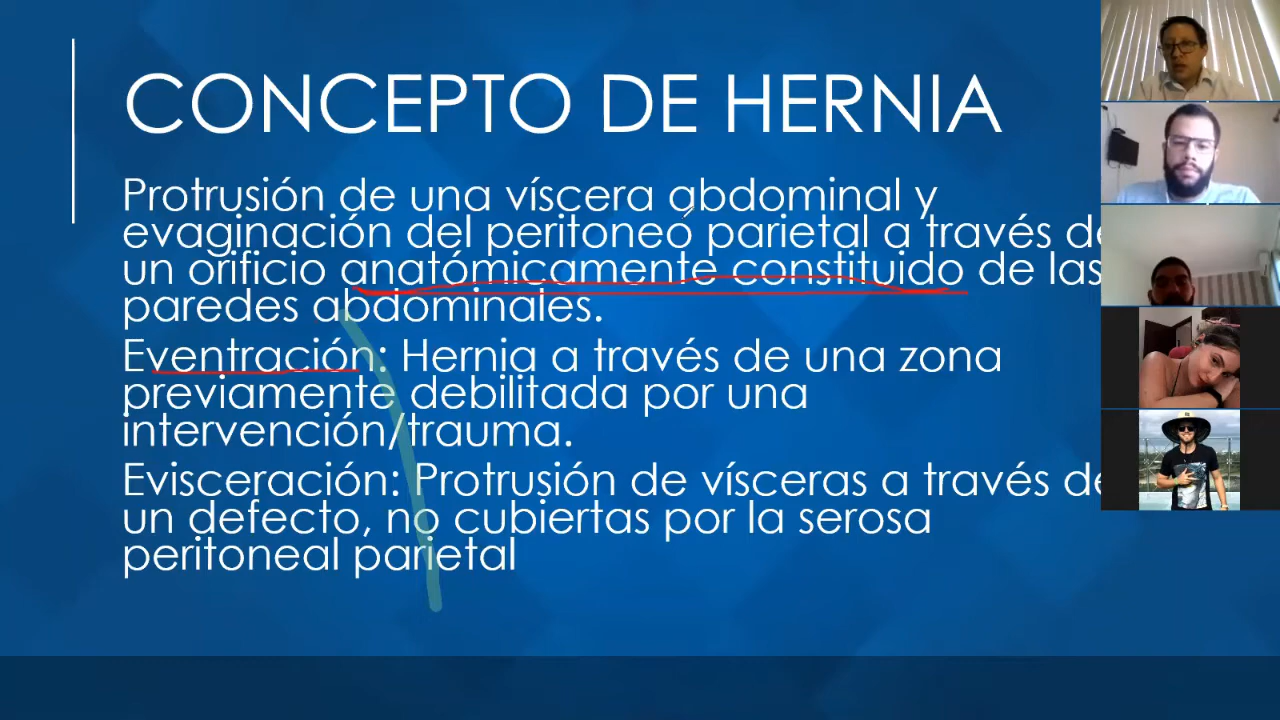 CONCEPTO DE HERNIA
Protrusión de una víscera abdominal y
evaginación del peritoneó parietal a través de
un orificio anatómicamente constituido de las
paredes abdominales.
Eventración: Hernia a través de una zona
previamente debilitada por una
intervención/trauma.
Evisceración: Protrusión de vísceras a través de
un defecto, no cubiertas por la serosa
peritoneal parietal